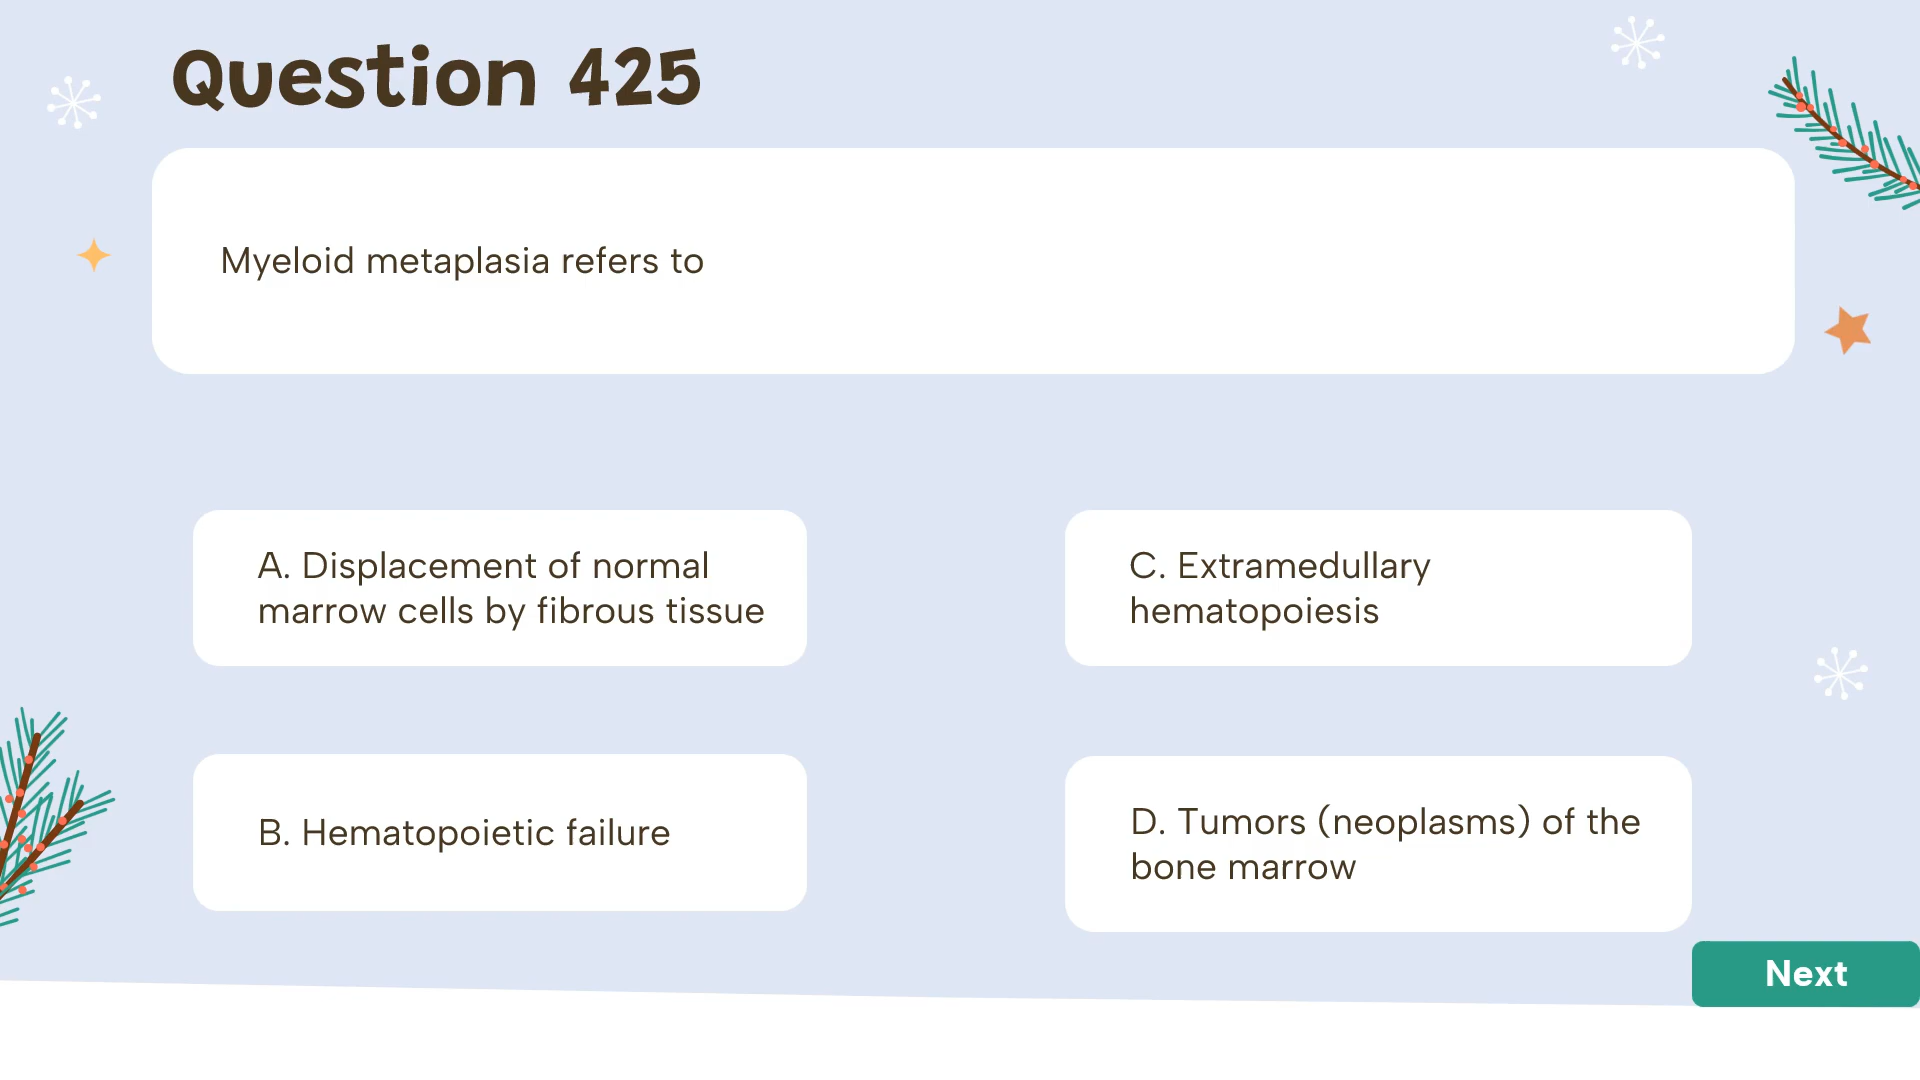 Question 425
Myeloid metaplasia refers to
A. Displacement of normal
marrow cells by fibrous tissue
B. Hematopoietic failure
C. Extramedullary
hematopoiesis
D. Tumors (neoplasms) of the
bone marrow
Next